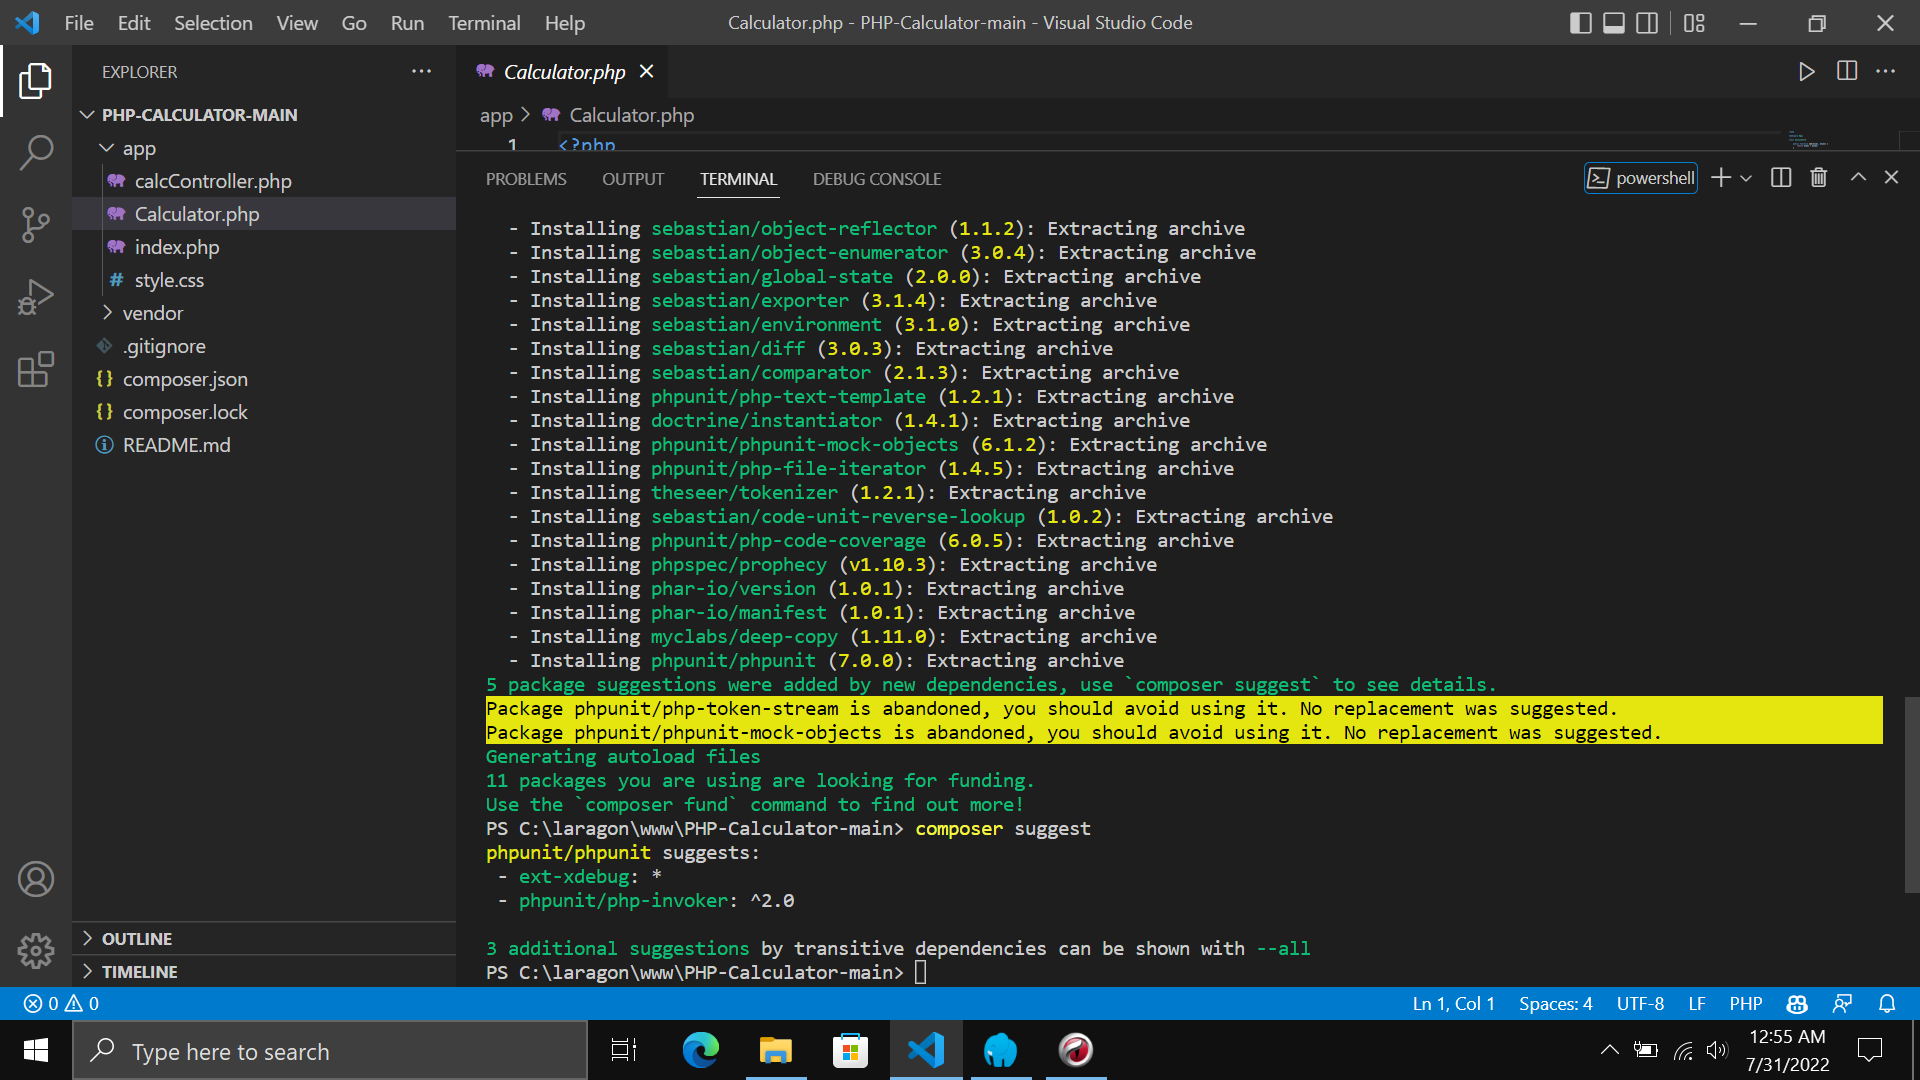 File Edit Selection View Go Run Terminal Help
Calculator.php - PHP-Calculator-main - Visual Studio Code
EXPLORER
PHP-CALCULATOR-MAIN
app
calcController.php
Calculator.php
index.php
style.css
vendor
.gitignore
composer.json
composer.lock
README.md
OUTLINE
TIMELINE
Calculator.php
app > Calculator.php
1 <?php
PROBLEMS OUTPUT TERMINAL DEBUG CONSOLE
powershell
- Installing sebastian/object-reflector (1.1.2): Extracting archive
- Installing sebastian/object-enumerator (3.0.4): Extracting archive
- Installing sebastian/global-state (2.0.0): Extracting archive
- Installing sebastian/exporter (3.1.4): Extracting archive
- Installing sebastian/environment (3.1.0): Extracting archive
- Installing sebastian/diff (3.0.3): Extracting archive
- Installing sebastian/comparator (2.1.3): Extracting archive
- Installing phpunit/php-text-template (1.2.1): Extracting archive
- Installing doctrine/instantiator (1.4.1): Extracting archive
- Installing phpunit/phpunit-mock-objects (6.1.2): Extracting archive
- Installing phpunit/php-file-iterator (1.4.5): Extracting archive
- Installing theseer/tokenizer (1.2.1): Extracting archive
- Installing sebastian/code-unit-reverse-lookup (1.0.2): Extracting archive
- Installing phpunit/php-code-coverage (6.0.5): Extracting archive
- Installing phpspec/prophecy (v1.10.3): Extracting archive
- Installing phar-io/version (1.0.1): Extracting archive
- Installing phar-io/manifest (1.0.1): Extracting archive
- Installing myclabs/deep-copy (1.11.0): Extracting archive
- Installing phpunit/phpunit (7.0.0): Extracting archive
5 package suggestions were added by new dependencies, use `composer suggest` to see details.
Package phpunit/php-token-stream is abandoned, you should avoid using it. No replacement was suggested.
Package phpunit/phpunit-mock-objects is abandoned, you should avoid using it. No replacement was suggested.
Generating autoload files
11 packages you are using are looking for funding.
Use the `composer fund` command to find out more!
PS C:\laragon\www\PHP-Calculator-main> composer suggest
phpunit/phpunit suggests:
- ext-xdebug: *
- phpunit/php-invoker: ^2.0
3 additional suggestions by transitive dependencies can be shown with --all
PS C:\laragon\www\PHP-Calculator-main>
0 0
Ln 1, Col 1 Spaces: 4 UTF-8 LF PHP
Type here to search
12:55 AM
7/31/2022